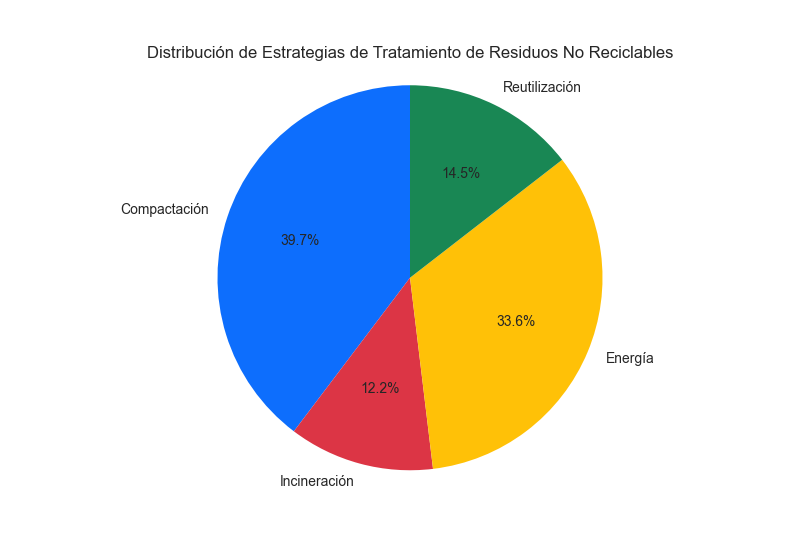 Distribución de Estrategias de Tratamiento de Residuos No Reciclables
Reutilización
14.5%
Compactación
39.7%
33.6%
Energía
12.2%
Incineración